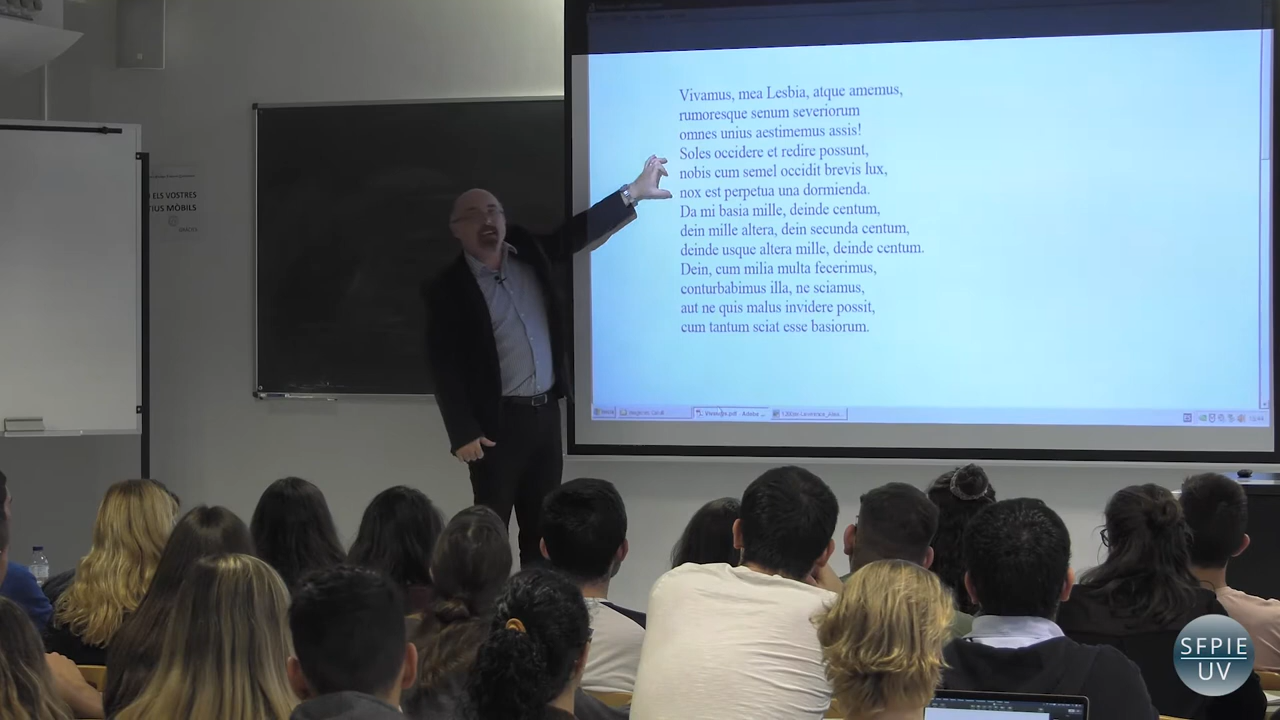 Vivamus, mea Lesbia, atque amemus,
rumoresque senum severiorum
omnes unius aestimemus assis!
Soles occidere et redire possunt,
nobis cum semel occidit brevis lux,
nox est perpetua una dormienda.
Da mi basia mille, deinde centum,
dein mille altera, dein secunda centum,
deinde usque altera mille, deinde centum.
Dein, cum milia multa fecerimus,
conturbabimus illa, ne sciamus,
aut ne quis malus invidere possit,
cum tantum sciat esse basiorum.
ELS VOSTRES
MÒBILS
SFPIE
UV